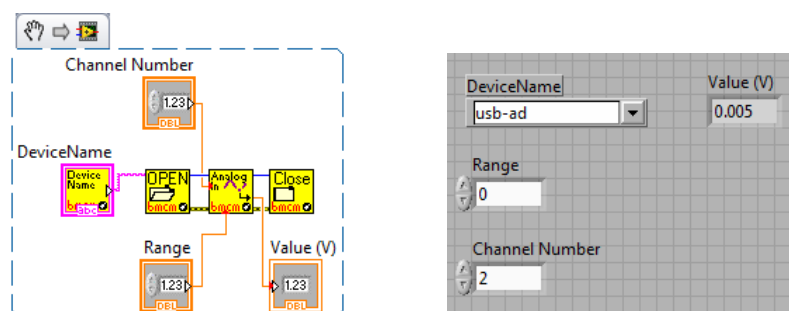 Channel Number
1.23
DBL
DeviceName
Device
Name
bmcm
abc
OPEN
bmcm
Analog
In
bmcm
Close
bmcm
Range
1.23
DBL
Value (V)
1.23
DBL
DeviceName
usb-ad
Value (V)
0.005
Range
0
Channel Number
2